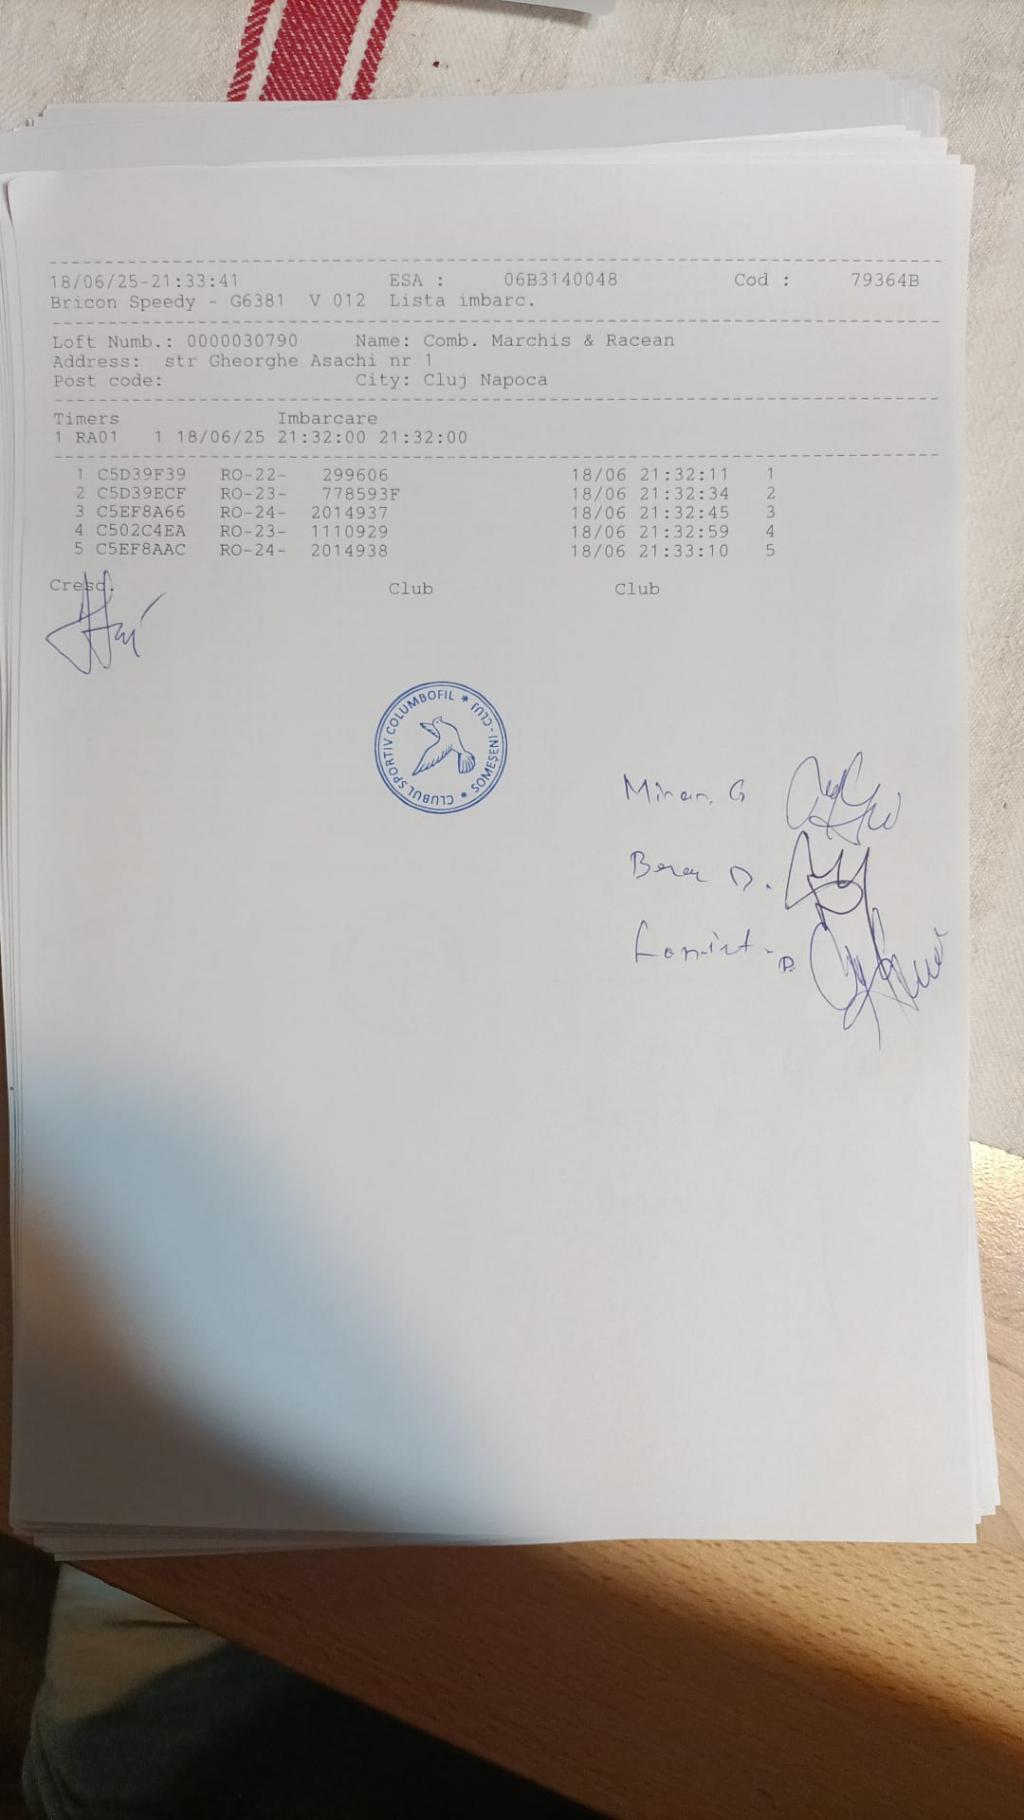 18/06/25-21:33:41 ESA : 06B3140048 Cod : 79364B
Bricon Speedy - G6381 V 012 Lista imbarc.
Loft Numb.: 0000030790 Name: Comb. Marchis & Racean
Address: str Gheorghe Asachi nr 1
Post code: City: Cluj Napoca
Timers Imbarcare
1 RA01 1 18/06/25 21:32:00 21:32:00
1 C5D39F39 RO-22- 299606 18/06 21:32:11 1
2 C5D39ECF RO-23- 778593F 18/06 21:32:34 2
3 C5EF8A66 RO-24- 2014937 18/06 21:32:45 3
4 C502C4EA RO-23- 1110929 18/06 21:32:59 4
5 C5EF8AAC RO-24- 2014938 18/06 21:33:10 5
Cresc. Club Club
CLUBUL SPORTIV COLUMBOFIL * SOMEȘENI - CLUJ *
G
D.